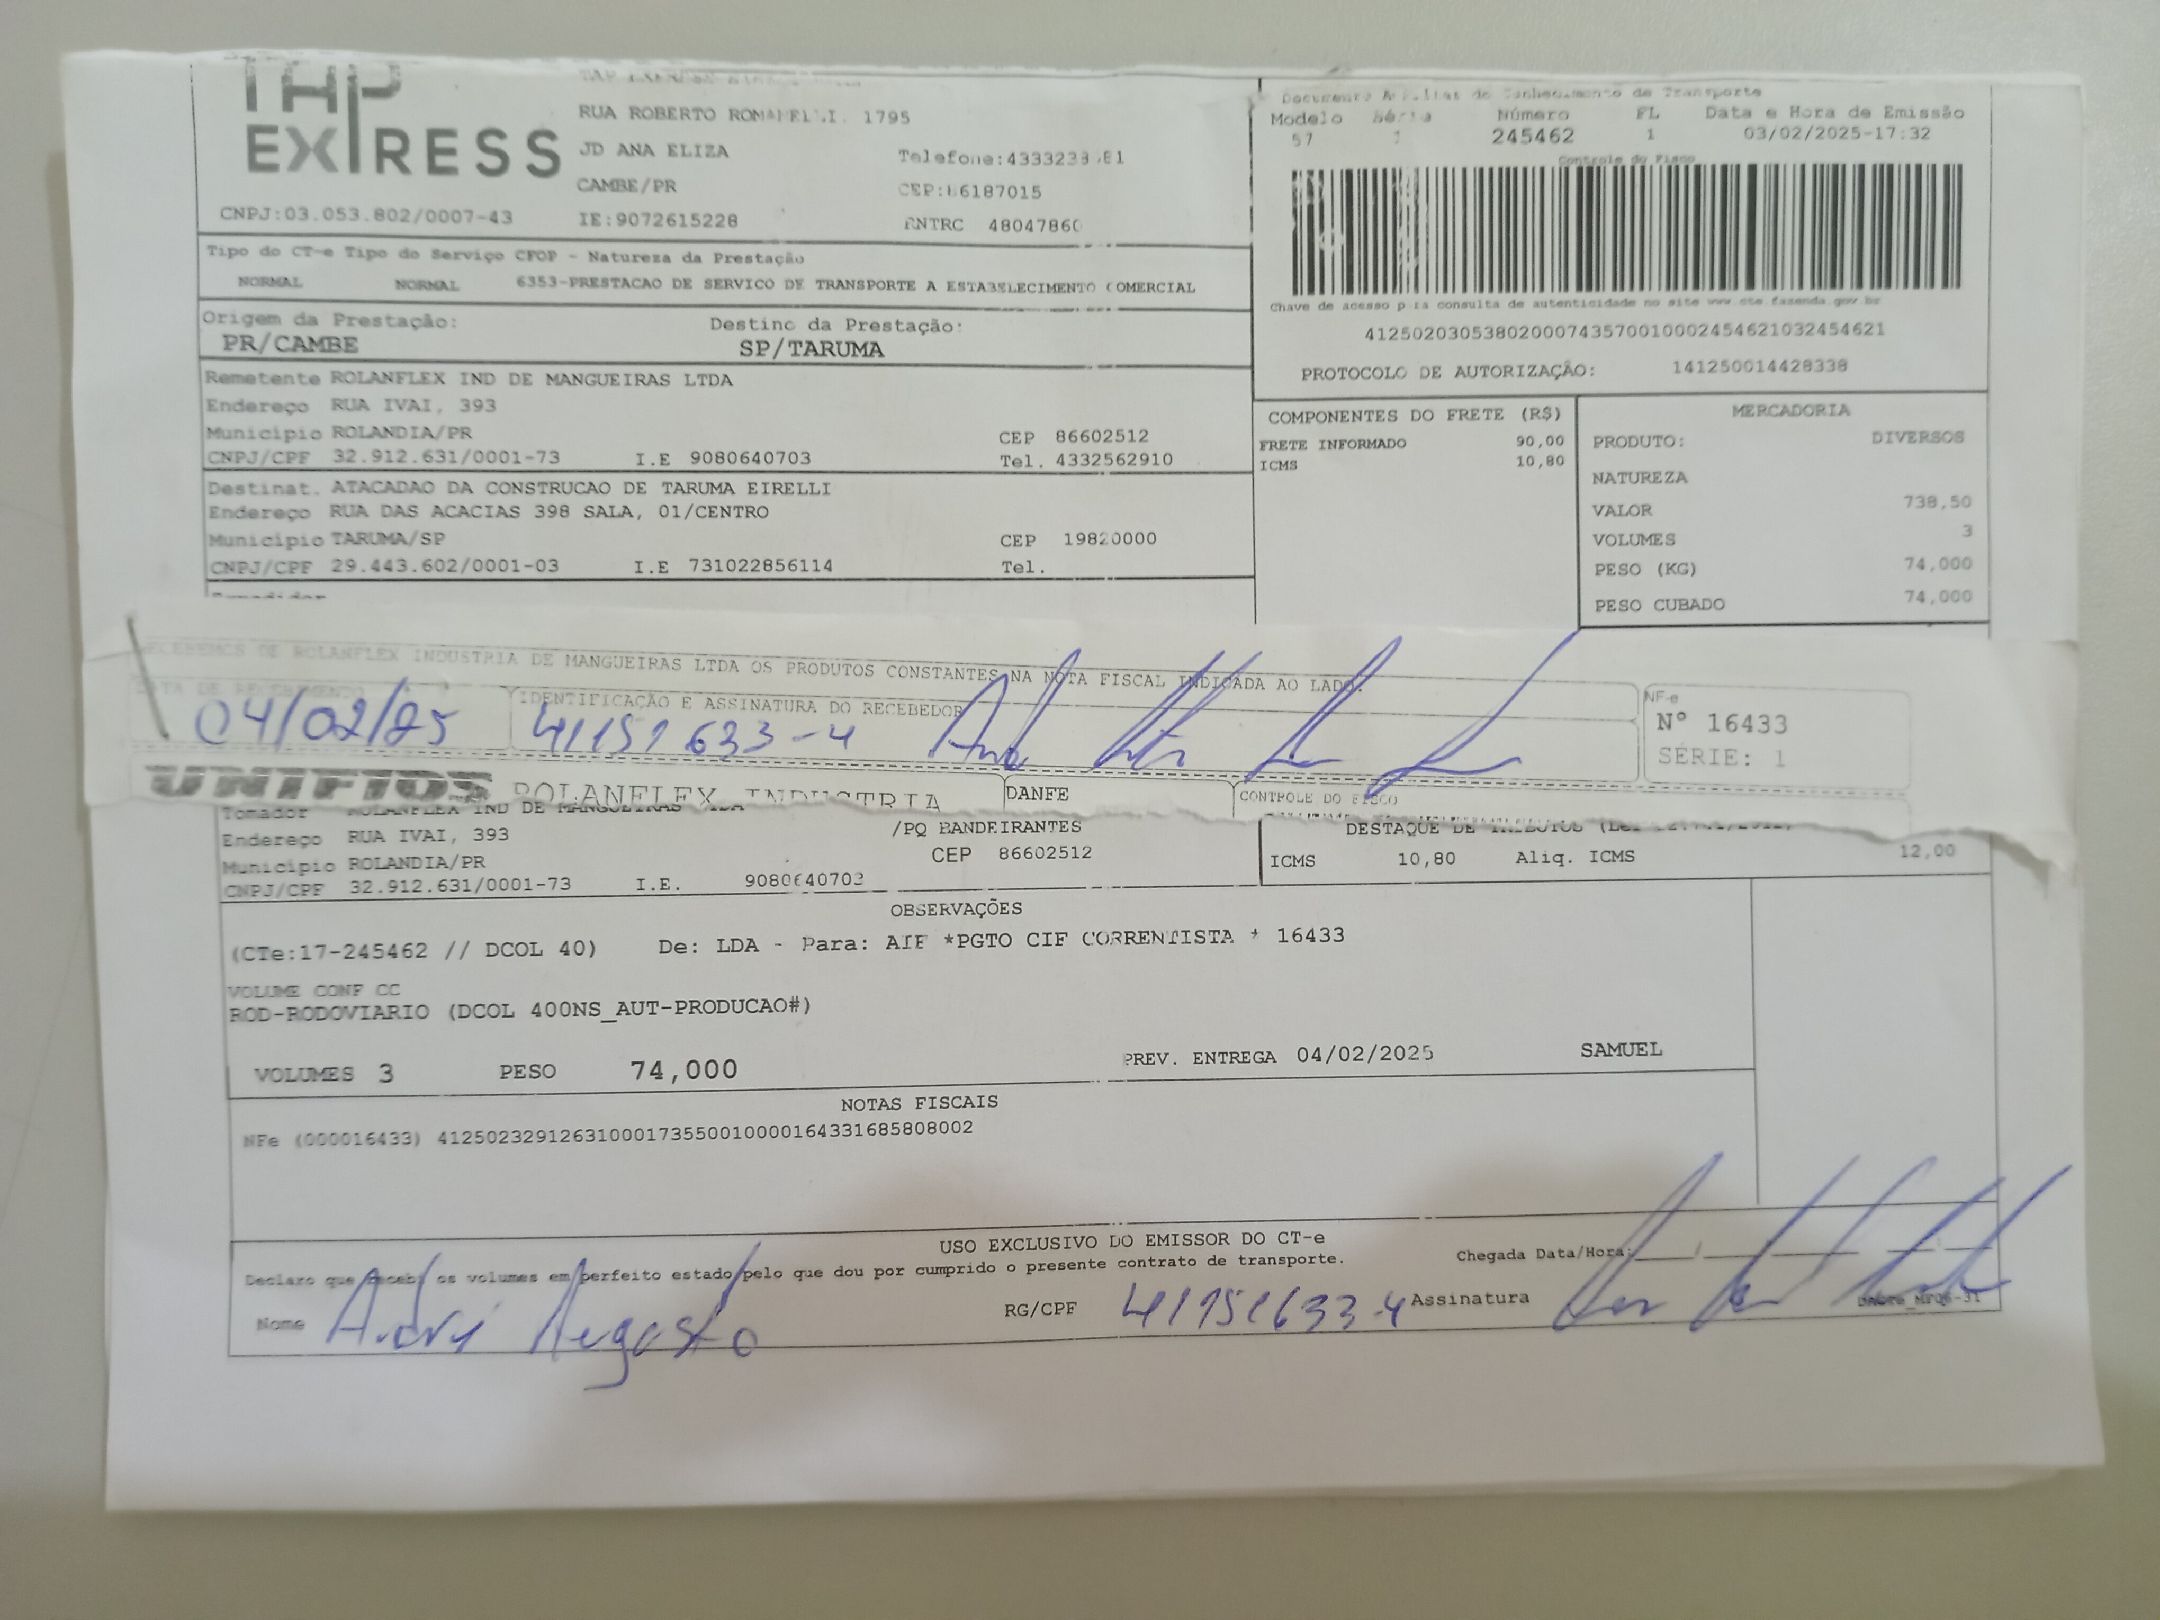 EXPRESS
RUA ROBERTO 1795
JD ANA ELIZA
CAMBE/PR
CNPJ:03.053.802/0007-43 IE:9072615228
RNTRC 48047860
Modelo Série Número FL Data e Hora de Emissão
57 1 245462 1 03/02/2025-17:32
Controle do Fisco
Tipo do CT-e Tipo do Serviço CFOP - Natureza da Prestação
NORMAL NORMAL 6353-PRESTACAO DE SERVICO DE TRANSPORTE A ESTABELECIMENTO COMERCIAL
Chave de acesso para consulta de autenticidade no site www.cte.fazenda.gov.br
41250203053802000743570010002454621032454621
PROTOCOLO DE AUTORIZAÇÃO: 141250014428338
Origem da Prestação: Destino da Prestação:
PR/CAMBE SP/TARUMA
Remetente ROLANFLEX IND DE MANGUEIRAS LTDA
Endereço RUA IVAI, 393
Municipio ROLANDIA/PR CEP 86602512
CNPJ/CPF 32.912.631/0001-73 I.E 9080640703 Tel. 4332562910
Destinat. ATACADAO DA CONSTRUCAO DE TARUMA EIRELLI
Endereço RUA DAS ACACIAS 398 SALA, 01/CENTRO
Municipio TARUMA/SP CEP 19820000
CNPJ/CPF 29.443.602/0001-03 I.E 731022856114 Tel.
COMPONENTES DO FRETE (R$)
FRETE INFORMADO 90,00
ICMS 10,80
MERCADORIA
PRODUTO: DIVERSOS
NATUREZA
VALOR 738,50
VOLUMES 3
PESO (KG) 74,000
PESO CUBADO 74,000
RECEBEMOS DE ROLANFLEX INDUSTRIA DE MANGUEIRAS LTDA OS PRODUTOS CONSTANTES NA NOTA FISCAL INDICADA AO LADO.
DATA DE RECEBIMENTO IDENTIFICAÇÃO E ASSINATURA DO RECEBEDOR NF-e
04/02/25 Nº 16433
SÉRIE: 1
UNIFIOS ROLANFLEX INDUSTRIA DANFE CONTROLE DO FISCO
Tomador ROLANFLEX IND DE MANGUEIRAS
Endereço RUA IVAI, 393 /PQ BANDEIRANTES
Municipio ROLANDIA/PR CEP 86602512
CNPJ/CPF 32.912.631/0001-73 I.E. 9080640703
DESTAQUE DE TRIBUTOS
ICMS 10,80 Aliq. ICMS 12,00
OBSERVAÇÕES
(CTe:17-245462 // DCOL 40) De: LDA - Para: *PGTO CIF CORRENTISTA * 16433
VOLUME CONF CC
ROD-RODOVIARIO (DCOL 400NS_AUT-PRODUCAO#)
VOLUMES 3 PESO 74,000 PREV. ENTREGA 04/02/2025 SAMUEL
NOTAS FISCAIS
NFe (000016433) 41250232912631000173550010000164331685808002
USO EXCLUSIVO DO EMISSOR DO CT-e
Declaro que recebi os volumes em perfeito estado pelo que dou por cumprido o presente contrato de transporte. Chegada Data/Hora:
Nome André Augusto RG/CPF Assinatura